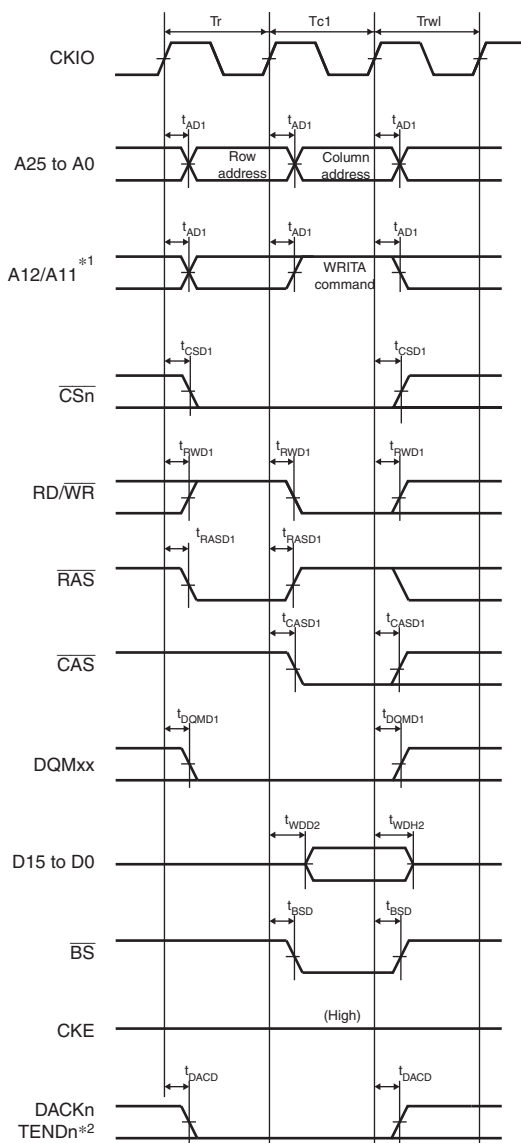 Tr Tc1 Trwl
CKIO
tAD1 tAD1 tAD1
A25 to A0
Row address
Column address
tAD1 tAD1 tAD1
A12/A11*1
WRITA command
tCSD1 tCSD1
CSn
tRWD1 tRWD1 tRWD1
RD/WR
tRASD1 tRASD1
RAS
tCASD1 tCASD1
CAS
tDQMD1 tDQMD1
DQMxx
tWDD2 tWDH2
D15 to D0
tBSD tBSD
BS
(High)
CKE
tDACD tDACD
DACKn
TENDn*2